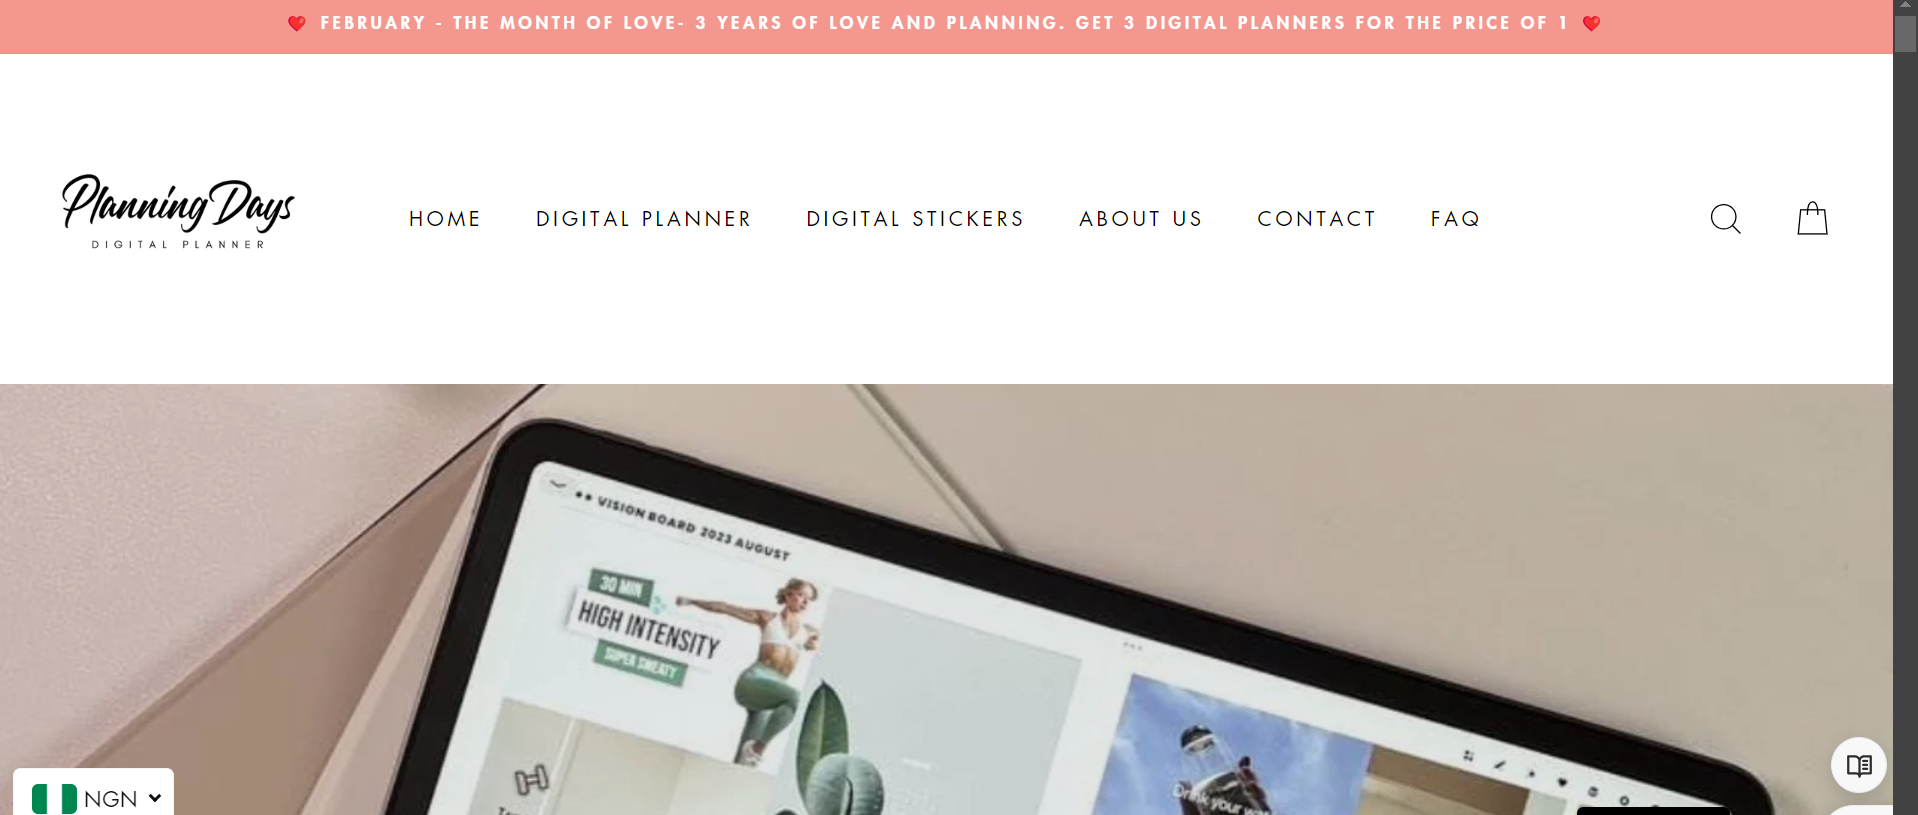 FEBRUARY - THE MONTH OF LOVE- 3 YEARS OF LOVE AND PLANNING. GET 3 DIGITAL PLANNERS FOR THE PRICE OF 1
Planning Days
DIGITAL PLANNER
HOME
DIGITAL PLANNER
DIGITAL STICKERS
ABOUT US
CONTACT
FAQ
VISION BOARD 2023 AUGUST
30 MIN
HIGH INTENSITY
SUPER SWEATY
Drink your
NGN